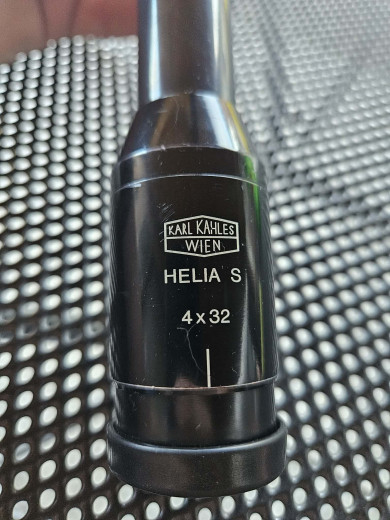 KARL KAHLES
WIEN
HELIA S
4x32